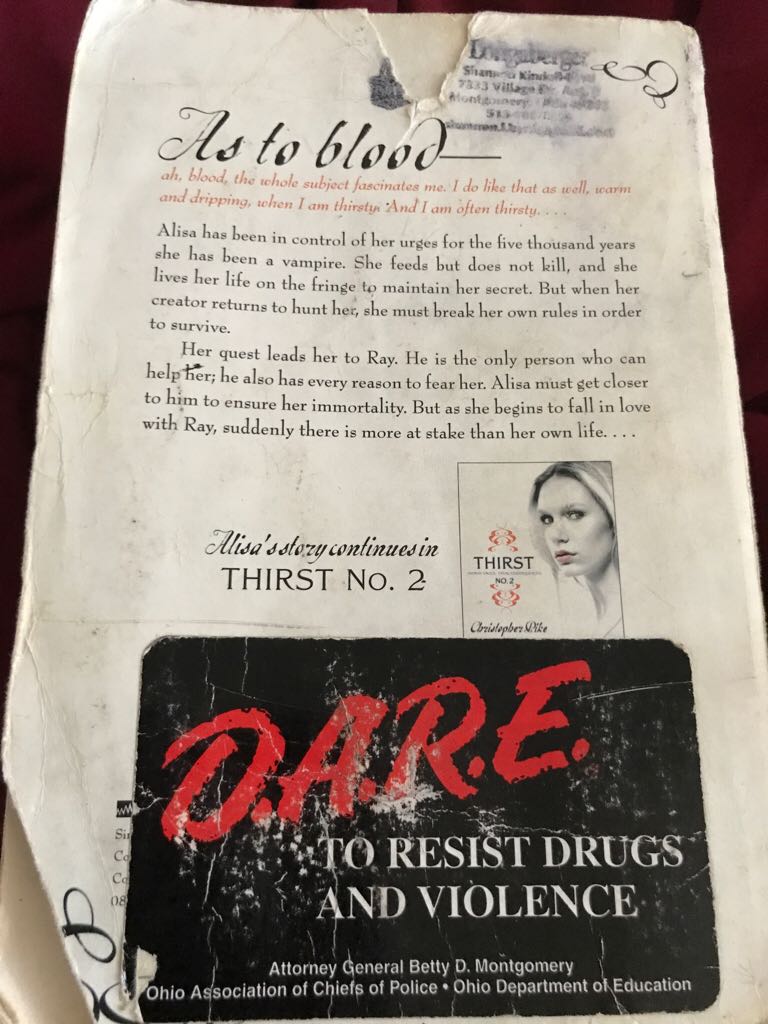 Longaberger
7333 Village
Montgomery
As to blood—
ah, blood, the whole subject fascinates me. I do like that as well, warm
and dripping, when I am thirsty. And I am often thirsty. . . .
Alisa has been in control of her urges for the five thousand years
she has been a vampire. She feeds but does not kill, and she
lives her life on the fringe to maintain her secret. But when her
creator returns to hunt her, she must break her own rules in order
to survive.
Her quest leads her to Ray. He is the only person who can
help her; he also has every reason to fear her. Alisa must get closer
to him to ensure her immortality. But as she begins to fall in love
with Ray, suddenly there is more at stake than her own life. . . .
Alisa's story continues in
THIRST No. 2
THIRST
NO. 2
Christopher Pike
D.A.R.E.
TO RESIST DRUGS
AND VIOLENCE
Attorney General Betty D. Montgomery
Ohio Association of Chiefs of Police • Ohio Department of Education
Si
Co
Co
08